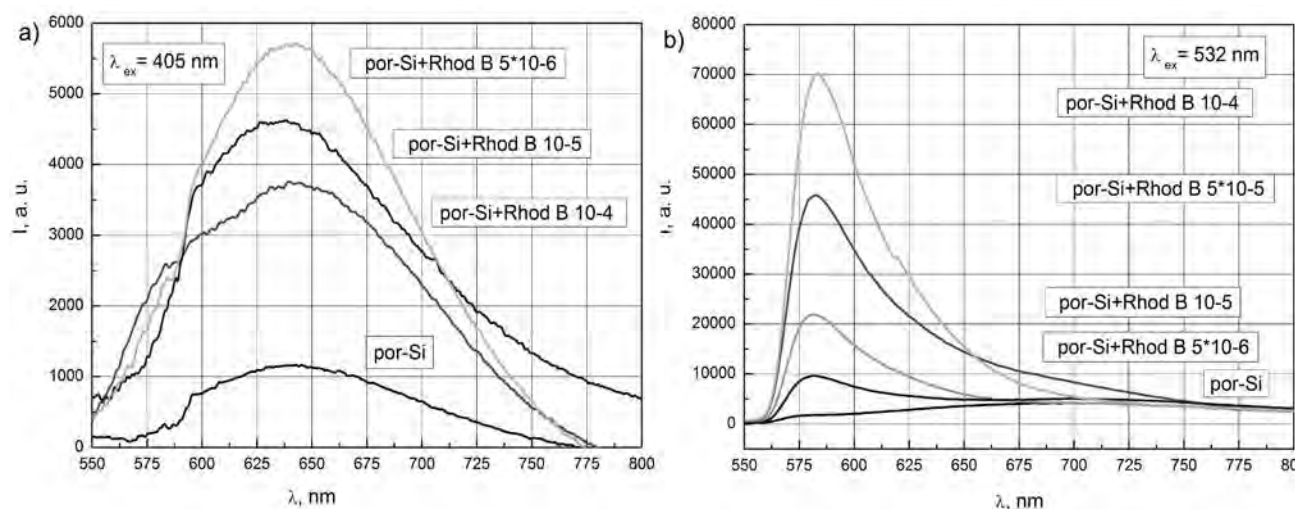 a)
λ ex = 405 nm
por-Si+Rhod B 5*10-6
por-Si+Rhod B 10-5
por-Si+Rhod B 10-4
por-Si
I, a. u.
6000
5000
4000
3000
2000
1000
0
550 575 600 625 650 675 700 725 750 775 800
λ, nm
b)
λ ex = 532 nm
por-Si+Rhod B 10-4
por-Si+Rhod B 5*10-5
por-Si+Rhod B 10-5
por-Si+Rhod B 5*10-6
por-Si
I, a. u.
80000
70000
60000
50000
40000
30000
20000
10000
0
550 575 600 625 650 675 700 725 750 775 800
λ, nm